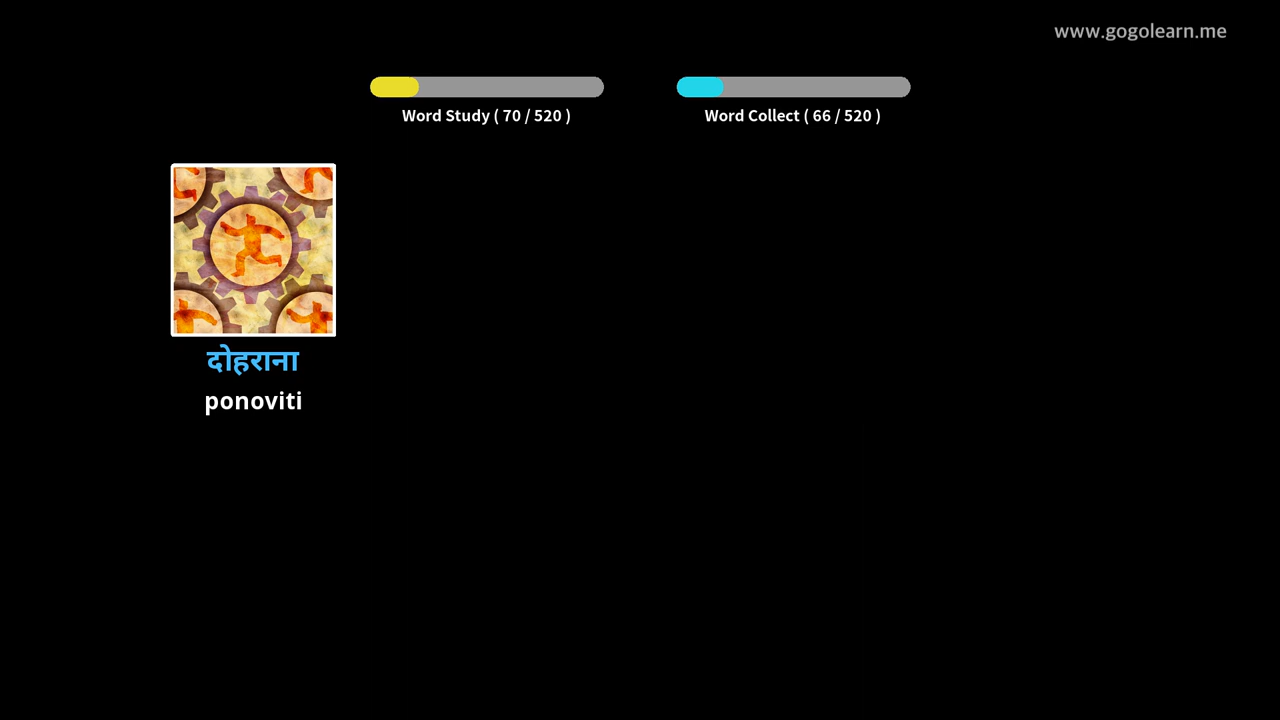 www.gogolearn.me
Word Study ( 70 / 520 )
Word Collect ( 66 / 520 )
दोहराना
ponoviti